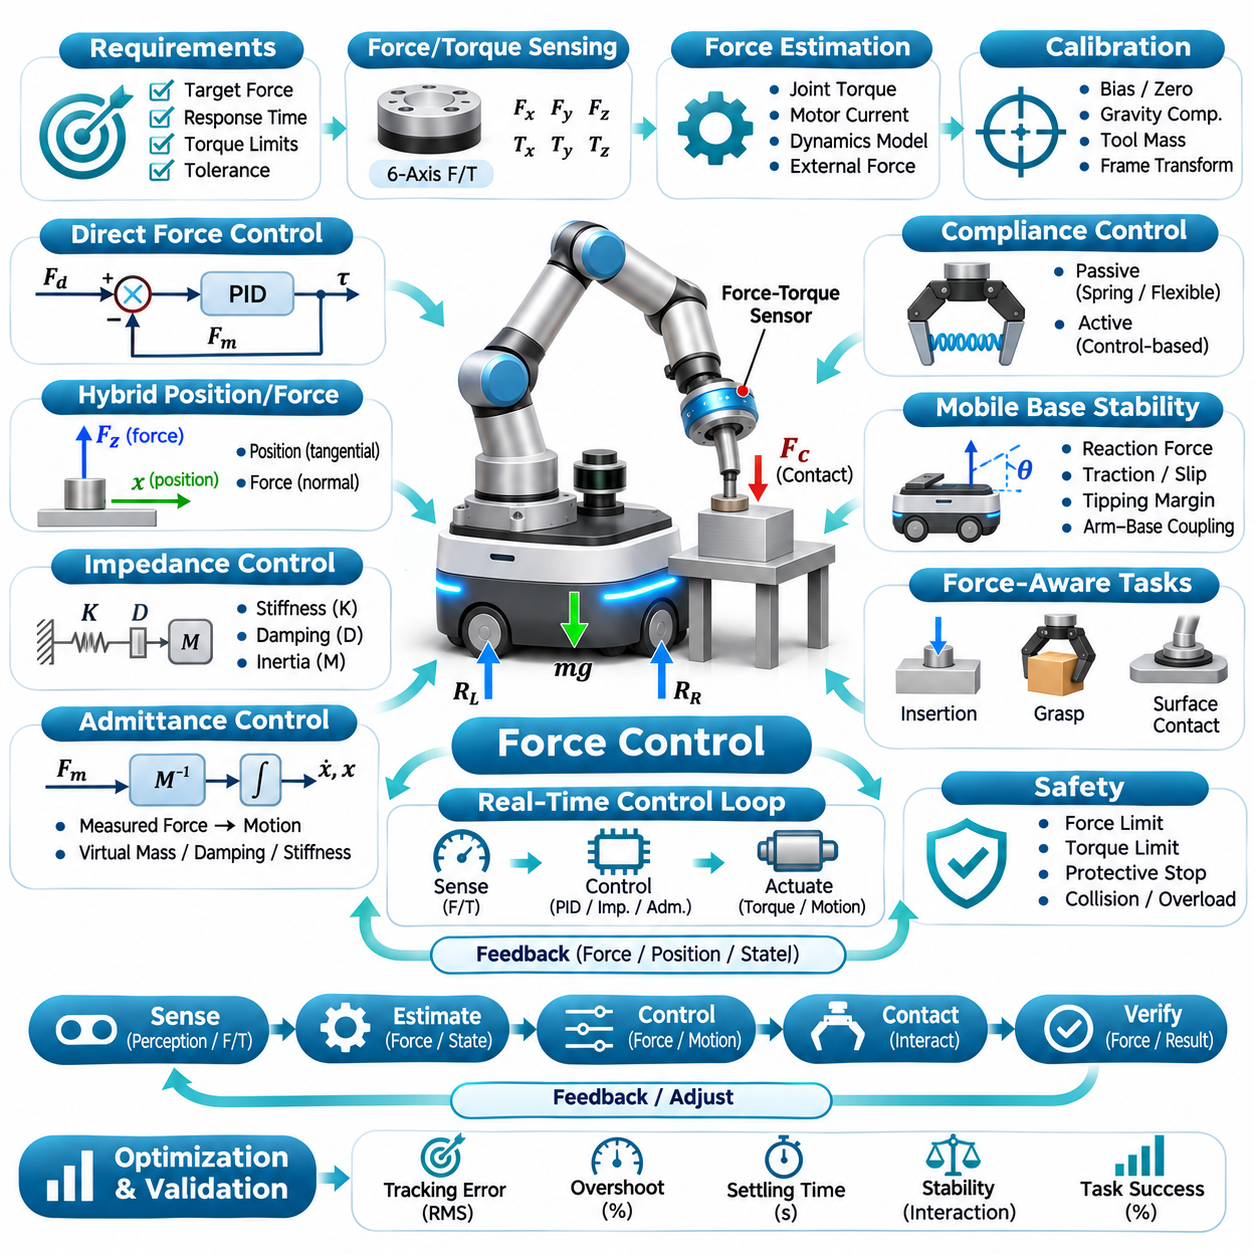 Requirements
Target Force
Response Time
Torque Limits
Tolerance
Force/Torque Sensing
6-Axis F/T
Fx Fy Fz
Tx Ty Tz
Force Estimation
Joint Torque
Motor Current
Dynamics Model
External Force
Calibration
Bias / Zero
Gravity Comp.
Tool Mass
Frame Transform
Direct Force Control
Fd
+
−
PID
τ
Fm
Hybrid Position/Force
Fz (force)
x (position)
Position (tangential)
Force (normal)
Impedance Control
K D
M
Stiffness (K)
Damping (D)
Inertia (M)
Admittance Control
Fm
M⁻¹
∫
ẋ, x
Measured Force → Motion
Virtual Mass / Damping / Stiffness
Force-Torque
Sensor
Fc
(Contact)
mg
RL
RR
Compliance Control
Passive
(Spring / Flexible)
Active
(Control-based)
Mobile Base Stability
θ
Reaction Force
Traction / Slip
Tipping Margin
Arm–Base Coupling
Force-Aware Tasks
Insertion
Grasp
Surface
Contact
Force Control
Real-Time Control Loop
Sense
(F/T)
Control
(PID / Imp. / Adm.)
Actuate
(Torque / Motion)
Feedback (Force / Position / State|)
Safety
Force Limit
Torque Limit
Protective Stop
Collision / Overload
Sense
(Perception / F/T)
Estimate
(Force / State)
Control
(Force / Motion)
Contact
(Interact)
Verify
(Force / Result)
Feedback / Adjust
Optimization
& Validation
Tracking Error
(RMS)
Overshoot
(%)
Settling Time
(s)
Stability
(Interaction)
Task Success
(%)